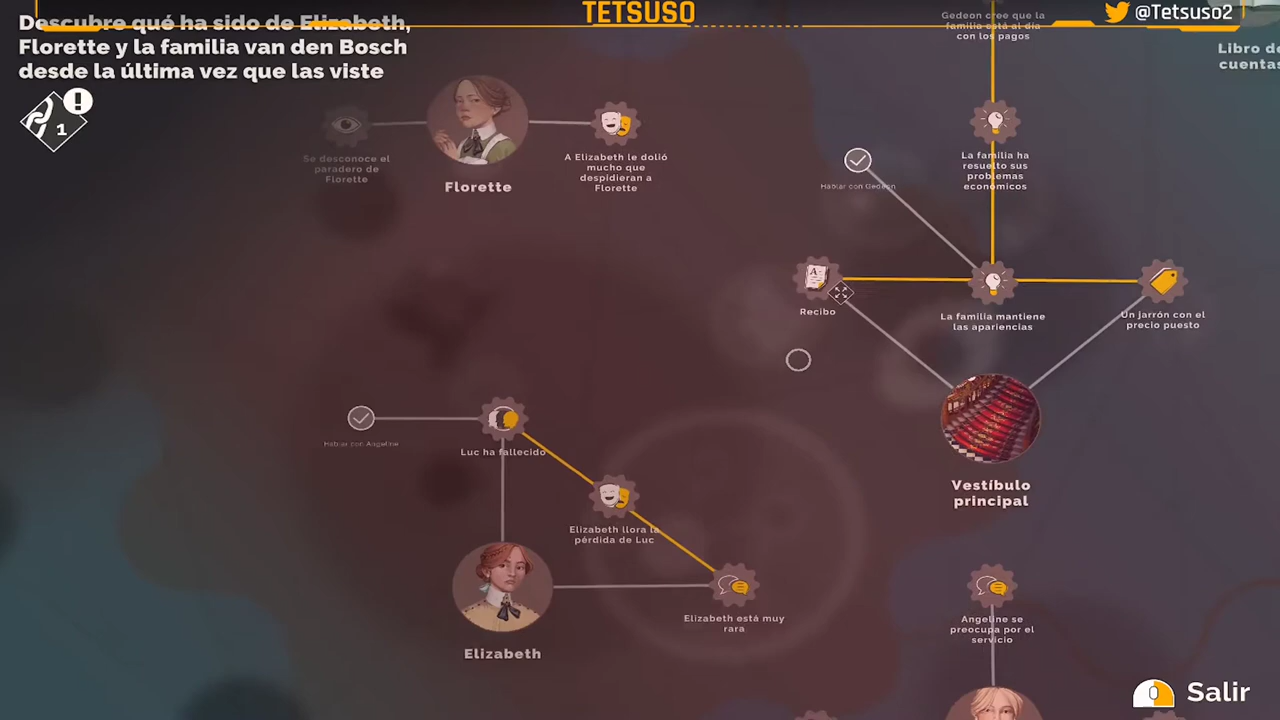 TETSUSO
@Tetsuso2
Descubre qué ha sido de Elizabeth,
Florette y la familia van den Bosch
desde la última vez que las viste
1
Gedeon cree que la
familia está al día
con los pagos
Libro de
cuentas
Se desconoce el
paradero de
Florette
Florette
A Elizabeth le dolió
mucho que
despidieran a
Florette
Hablar con Gedeon
La familia ha
resuelto sus
problemas
económicos
Recibo
La familia mantiene
las apariencias
Un jarrón con el
precio puesto
Vestíbulo
principal
Hablar con Angeline
Luc ha fallecido
Elizabeth llora la
pérdida de Luc
Elizabeth está muy
rara
Elizabeth
Angeline se
preocupa por el
servicio
Salir